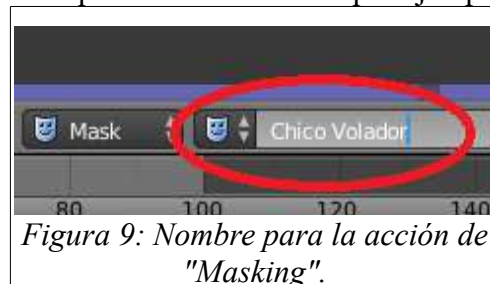 Mask Chico Volador
80 100 120 140
Figura 9: Nombre para la acción de
"Masking".